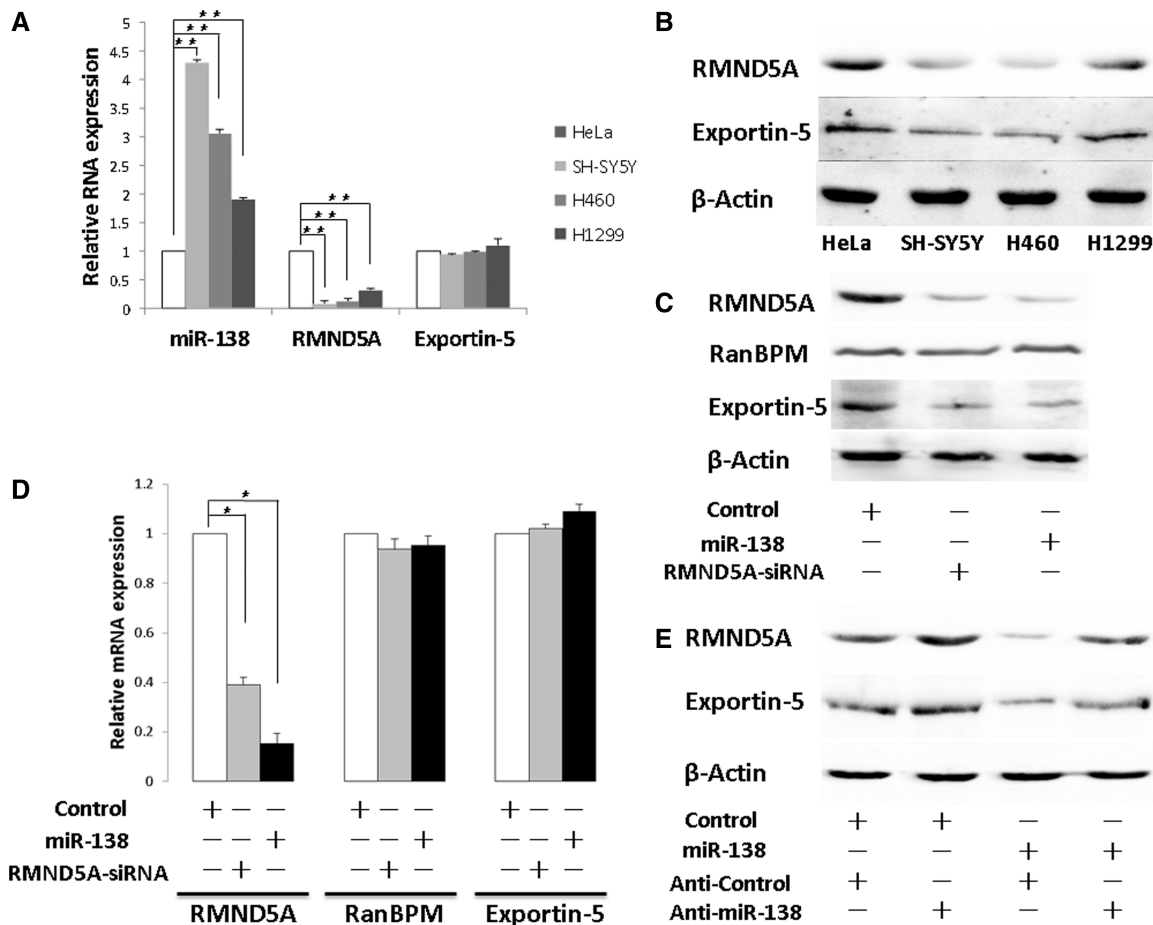 A
Relative RNA expression
5
4.5
4
3.5
3
2.5
2
1.5
1
0.5
0
** ** **
** ** **
miR-138 RMND5A Exportin-5
HeLa
SH-SY5Y
H460
H1299
B
RMND5A
Exportin-5
β-Actin
HeLa SH-SY5Y H460 H1299
C
RMND5A
RanBPM
Exportin-5
β-Actin
Control + – –
miR-138 – – +
RMND5A-siRNA – + –
D
Relative mRNA expression
1.2
1
0.8
0.6
0.4
0.2
0
* *
Control + – – + – – + – –
miR-138 – – + – – + – – +
RMND5A-siRNA – + – – + – – + –
RMND5A RanBPM Exportin-5
E
RMND5A
Exportin-5
β-Actin
Control + + – –
miR-138 – – + +
Anti-Control + – + –
Anti-miR-138 – + – +